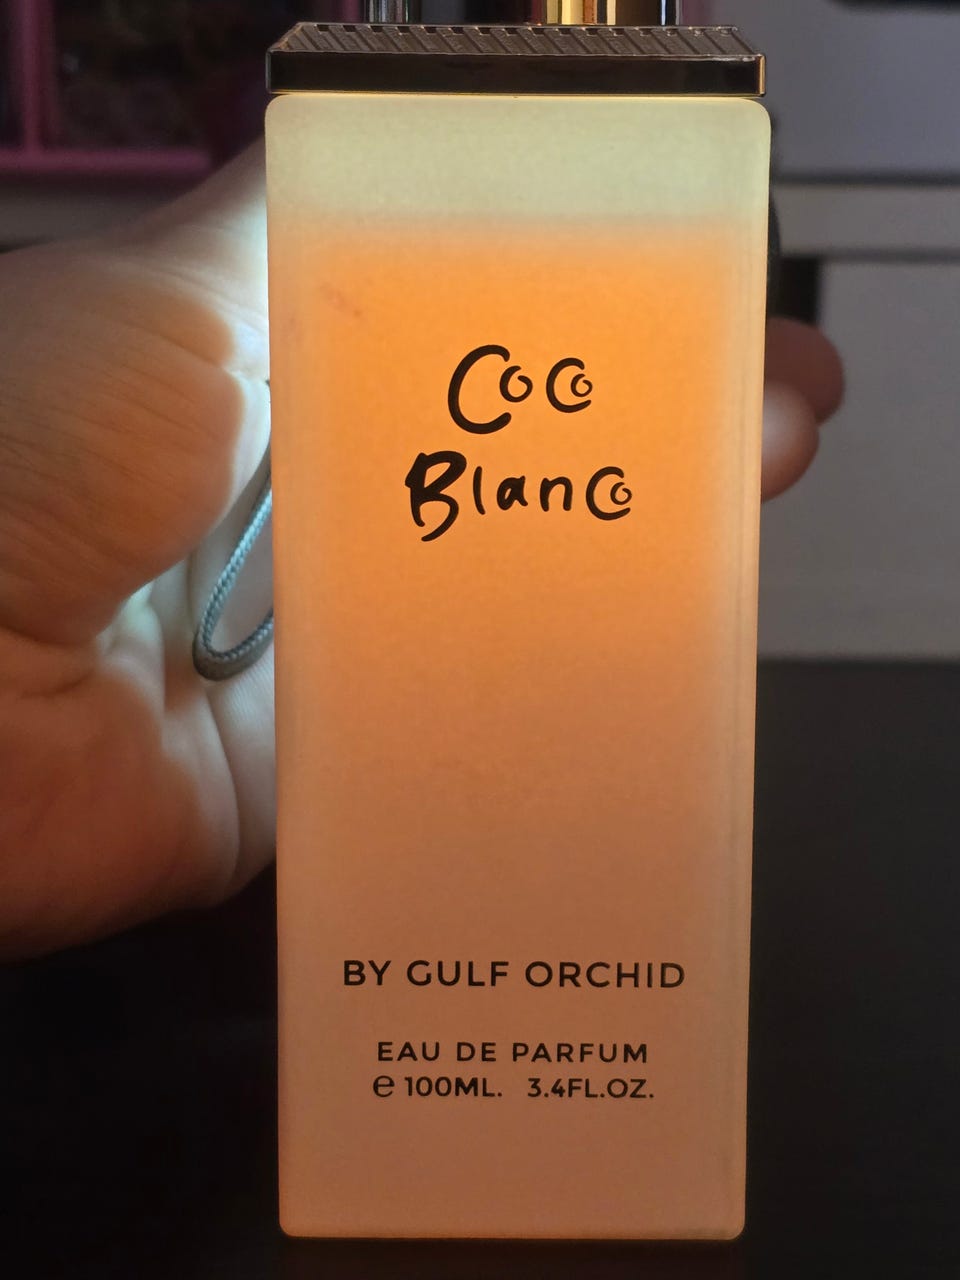 Coco
Blanco
BY GULF ORCHID
EAU DE PARFUM
℮ 100ML. 3.4FL.OZ.